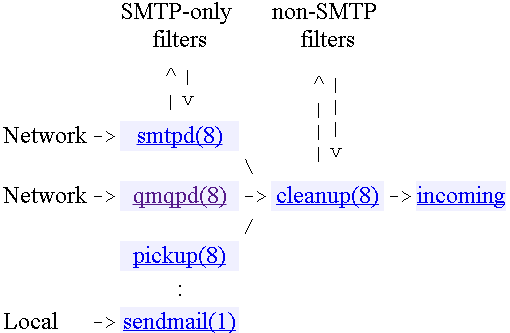 SMTP-only filters
non-SMTP filters
^ |
| v
^ |
| |
| |
| v
Network -> smtpd(8)
\
Network -> qmqpd(8) -> cleanup(8) -> incoming
/
pickup(8)
:
Local -> sendmail(1)